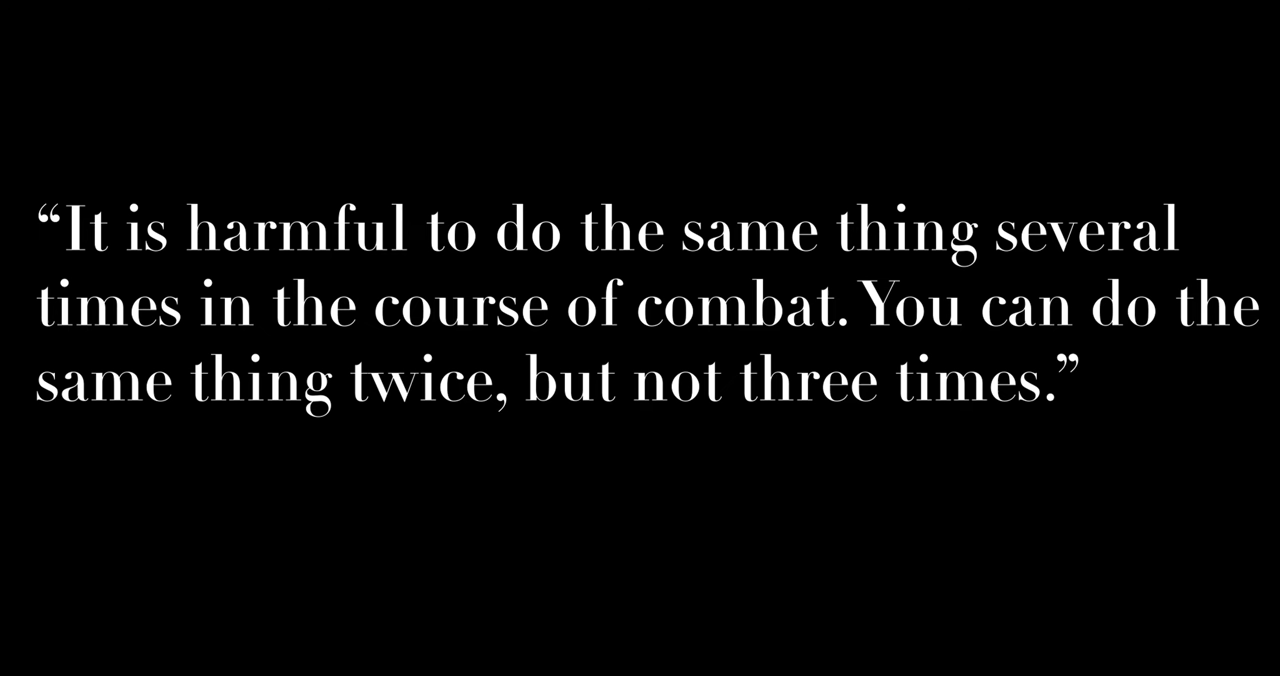 “It is harmful to do the same thing several
times in the course of combat. You can do the
same thing twice, but not three times.”